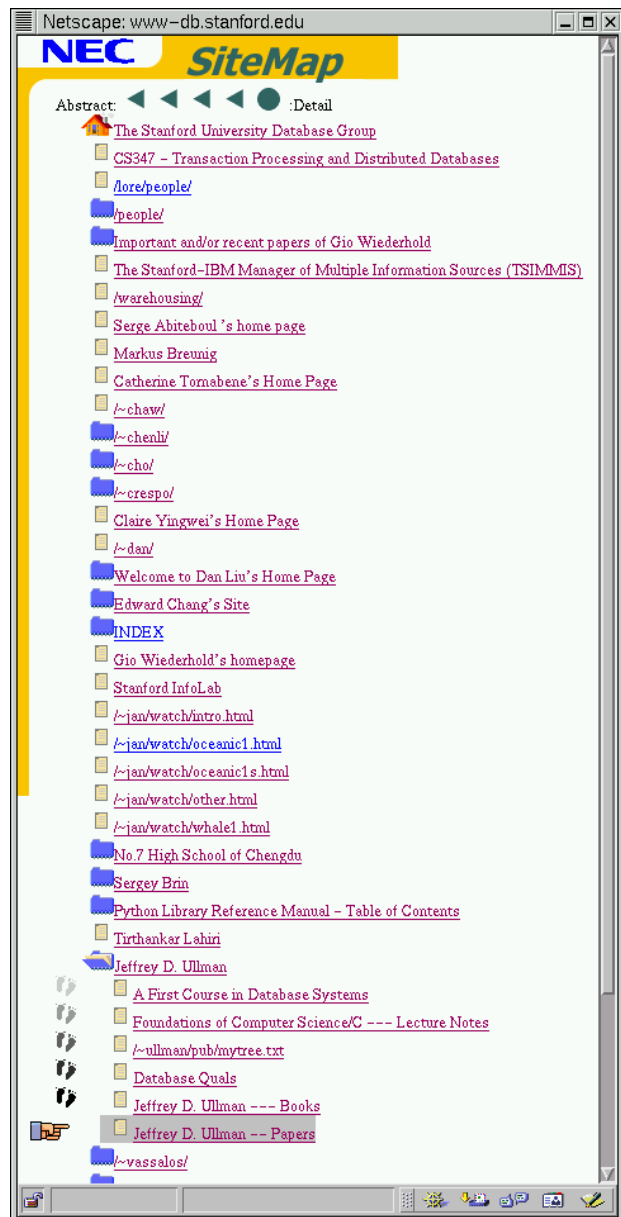 Netscape: www-db.stanford.edu
NEC SiteMap
Abstract: :Detail
The Stanford University Database Group
CS347 - Transaction Processing and Distributed Databases
/lore/people/
/people/
Important and/or recent papers of Gio Wiederhold
The Stanford-IBM Manager of Multiple Information Sources (TSIMMIS)
/warehousing/
Serge Abiteboul 's home page
Markus Breunig
Catherine Tornabene's Home Page
/~chaw/
/~chenli/
/~cho/
/~crespo/
Claire Yingwei's Home Page
/~dan/
Welcome to Dan Liu's Home Page
Edward Chang's Site
INDEX
Gio Wiederhold's homepage
Stanford InfoLab
/~jan/watch/intro.html
/~jan/watch/oceanic1.html
/~jan/watch/oceanic1s.html
/~jan/watch/other.html
/~jan/watch/whale1.html
No.7 High School of Chengdu
Sergey Brin
Python Library Reference Manual - Table of Contents
Tirthankar Lahiri
Jeffrey D. Ullman
A First Course in Database Systems
Foundations of Computer Science/C --- Lecture Notes
/~ullman/pub/mytree.txt
Database Quals
Jeffrey D. Ullman --- Books
Jeffrey D. Ullman -- Papers
/~vassalos/